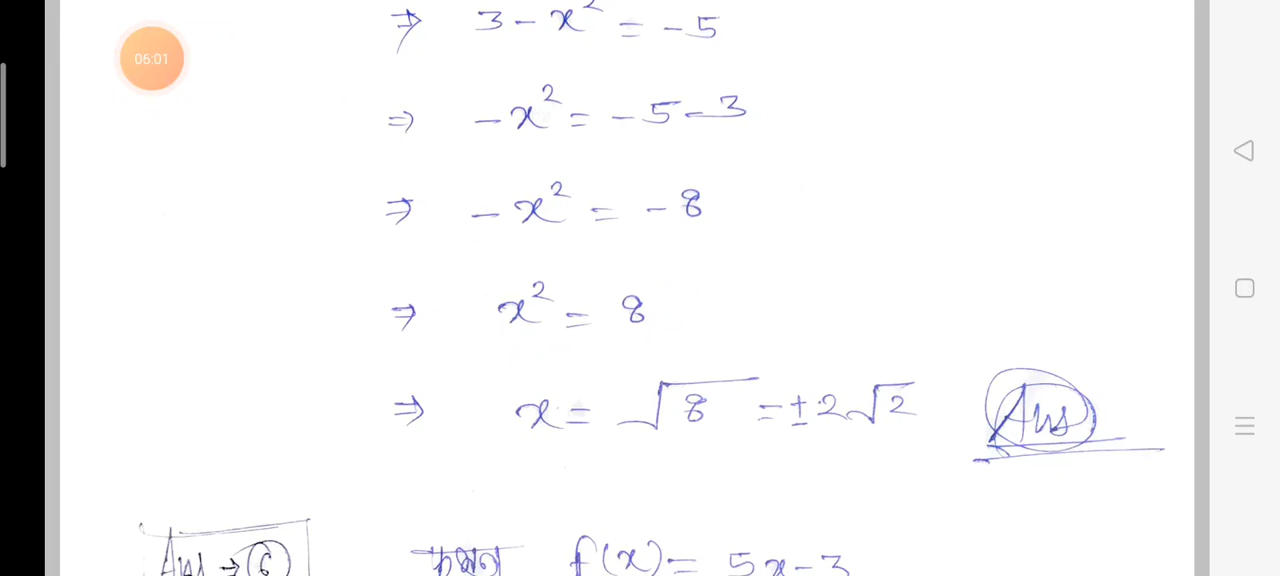 06:01
⇒ 3 - x² = -5
⇒ -x² = -5-3
⇒ -x² = -8
⇒ x² = 8
⇒ x = √8 = ±2√2 Ans
Ans → 6 f(x) = 5x-3